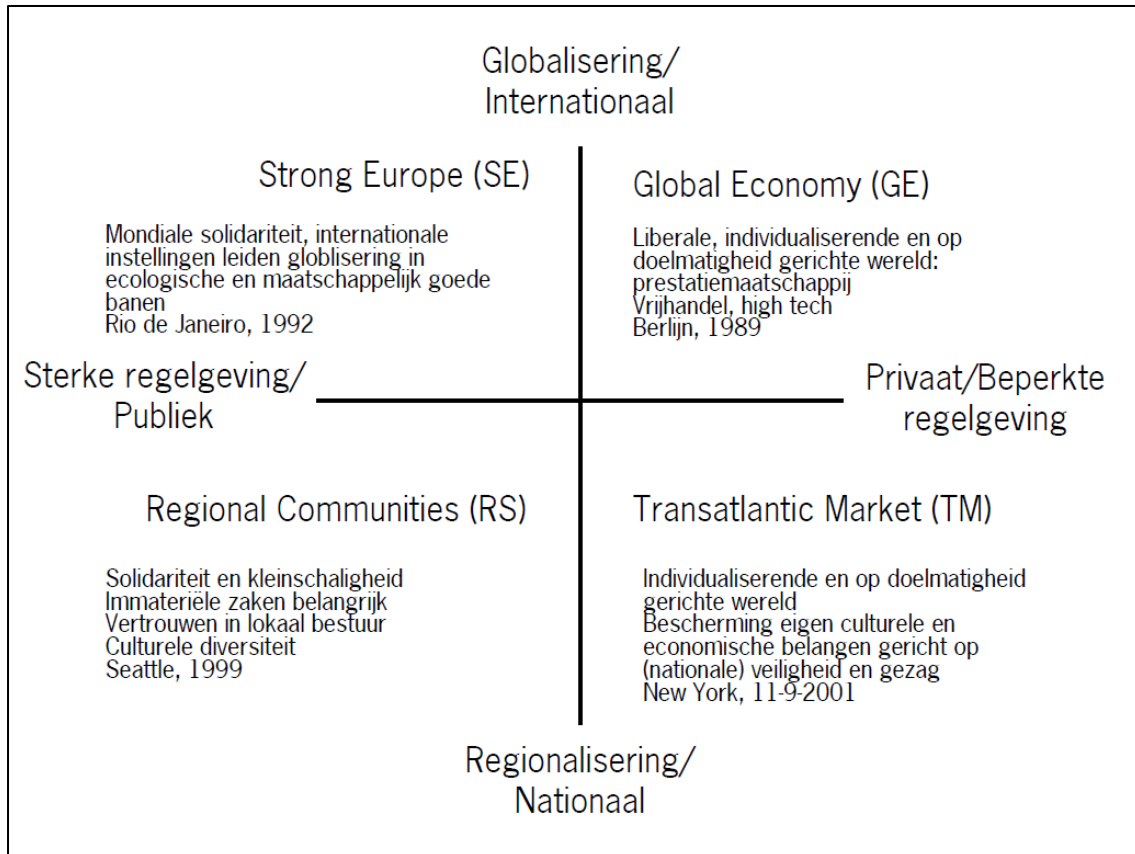 Globalisering/
Internationaal
Strong Europe (SE)
Mondiale solidariteit, internationale
instellingen leiden globlisering in
ecologische en maatschappelijk goede
banen
Rio de Janeiro, 1992
Global Economy (GE)
Liberale, individualiserende en op
doelmatigheid gerichte wereld:
prestatiemaatschappij
Vrijhandel, high tech
Berlijn, 1989
Sterke regelgeving/
Publiek
Privaat/Beperkte
regelgeving
Regional Communities (RS)
Solidariteit en kleinschaligheid
Immateriële zaken belangrijk
Vertrouwen in lokaal bestuur
Culturele diversiteit
Seattle, 1999
Transatlantic Market (TM)
Individualiserende en op doelmatigheid
gerichte wereld
Bescherming eigen culturele en
economische belangen gericht op
(nationale) veiligheid en gezag
New York, 11-9-2001
Regionalisering/
Nationaal